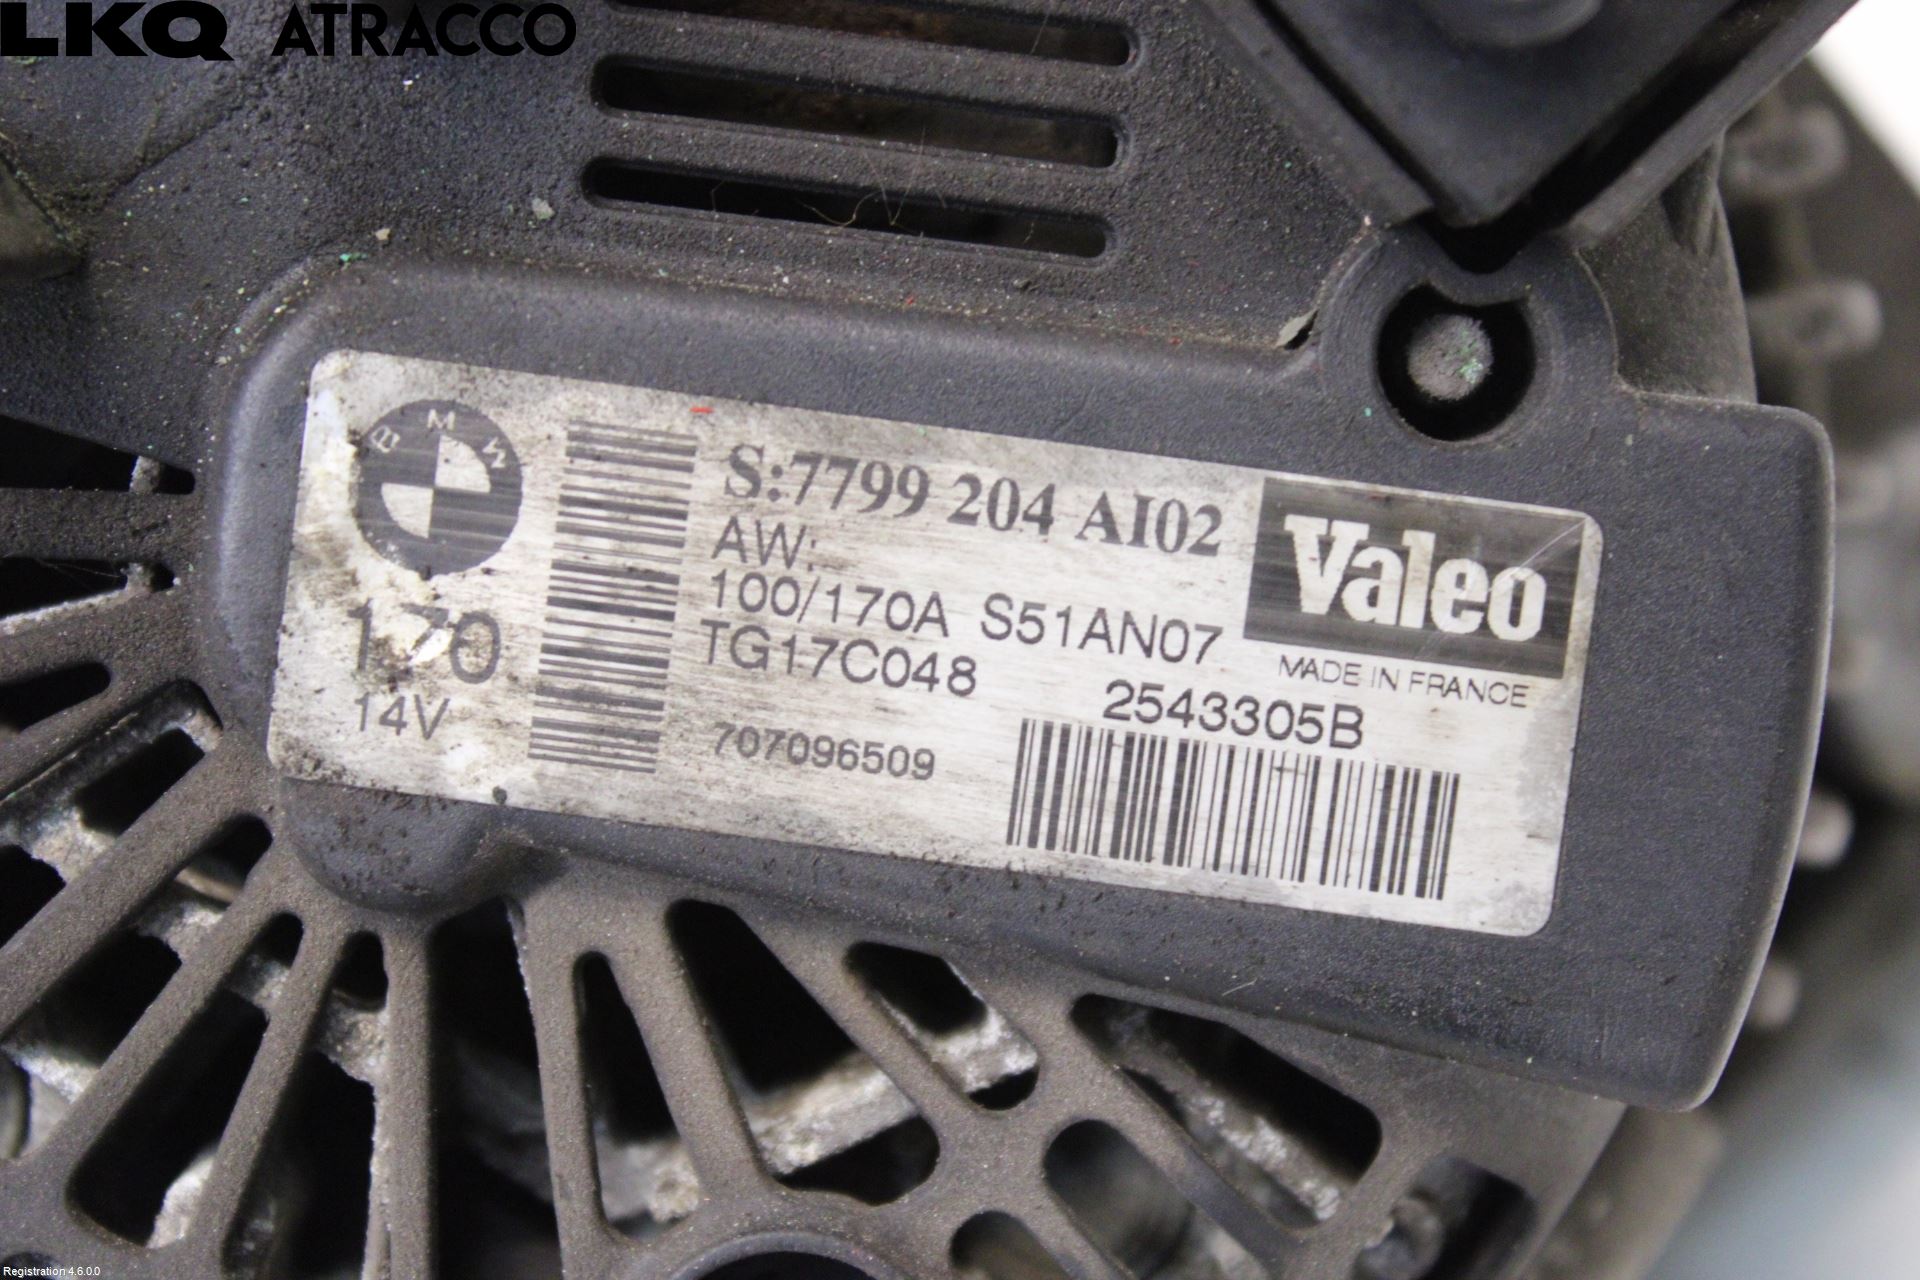 LKQ ATRACCO
BMW
170
14V
S:7799 204 AI02
AW:
100/170A S51AN07
TG17C048
707096509
2543305B
Valeo
MADE IN FRANCE
Registration 4.6.0.0